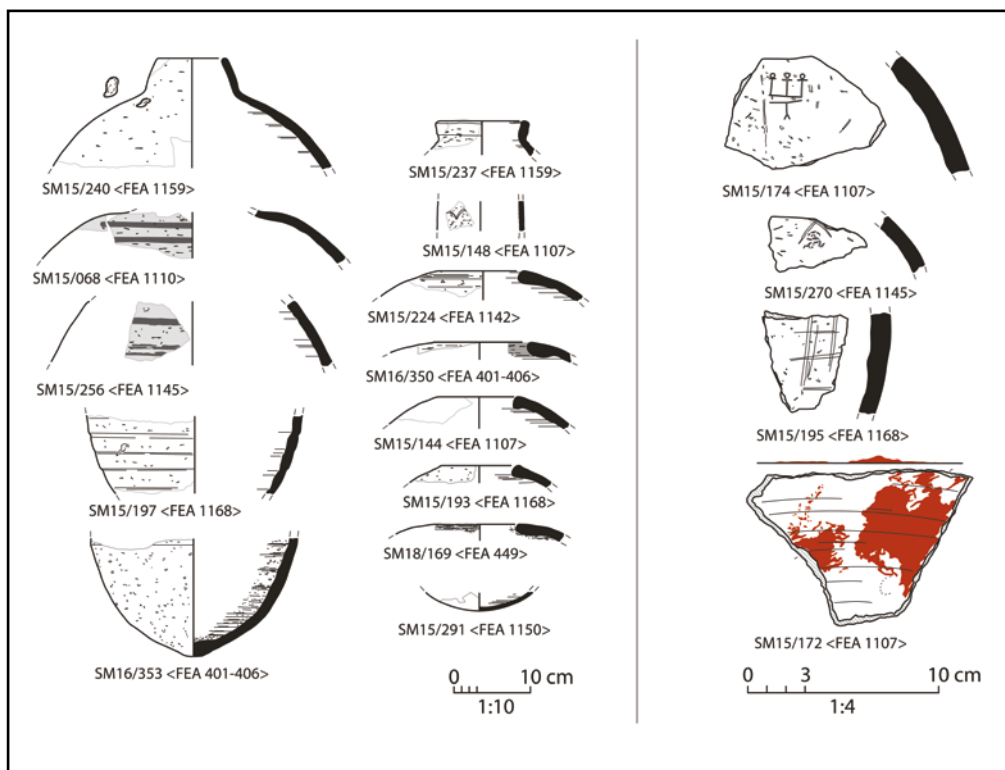 SM15/240 <FEA 1159>
SM15/068 <FEA 1110>
SM15/256 <FEA 1145>
SM15/197 <FEA 1168>
SM16/353 <FEA 401-406>
SM15/237 <FEA 1159>
SM15/148 <FEA 1107>
SM15/224 <FEA 1142>
SM16/350 <FEA 401-406>
SM15/144 <FEA 1107>
SM15/193 <FEA 1168>
SM18/169 <FEA 449>
SM15/291 <FEA 1150>
0 10 cm
1:10
SM15/174 <FEA 1107>
SM15/270 <FEA 1145>
SM15/195 <FEA 1168>
SM15/172 <FEA 1107>
0 3 10 cm
1:4